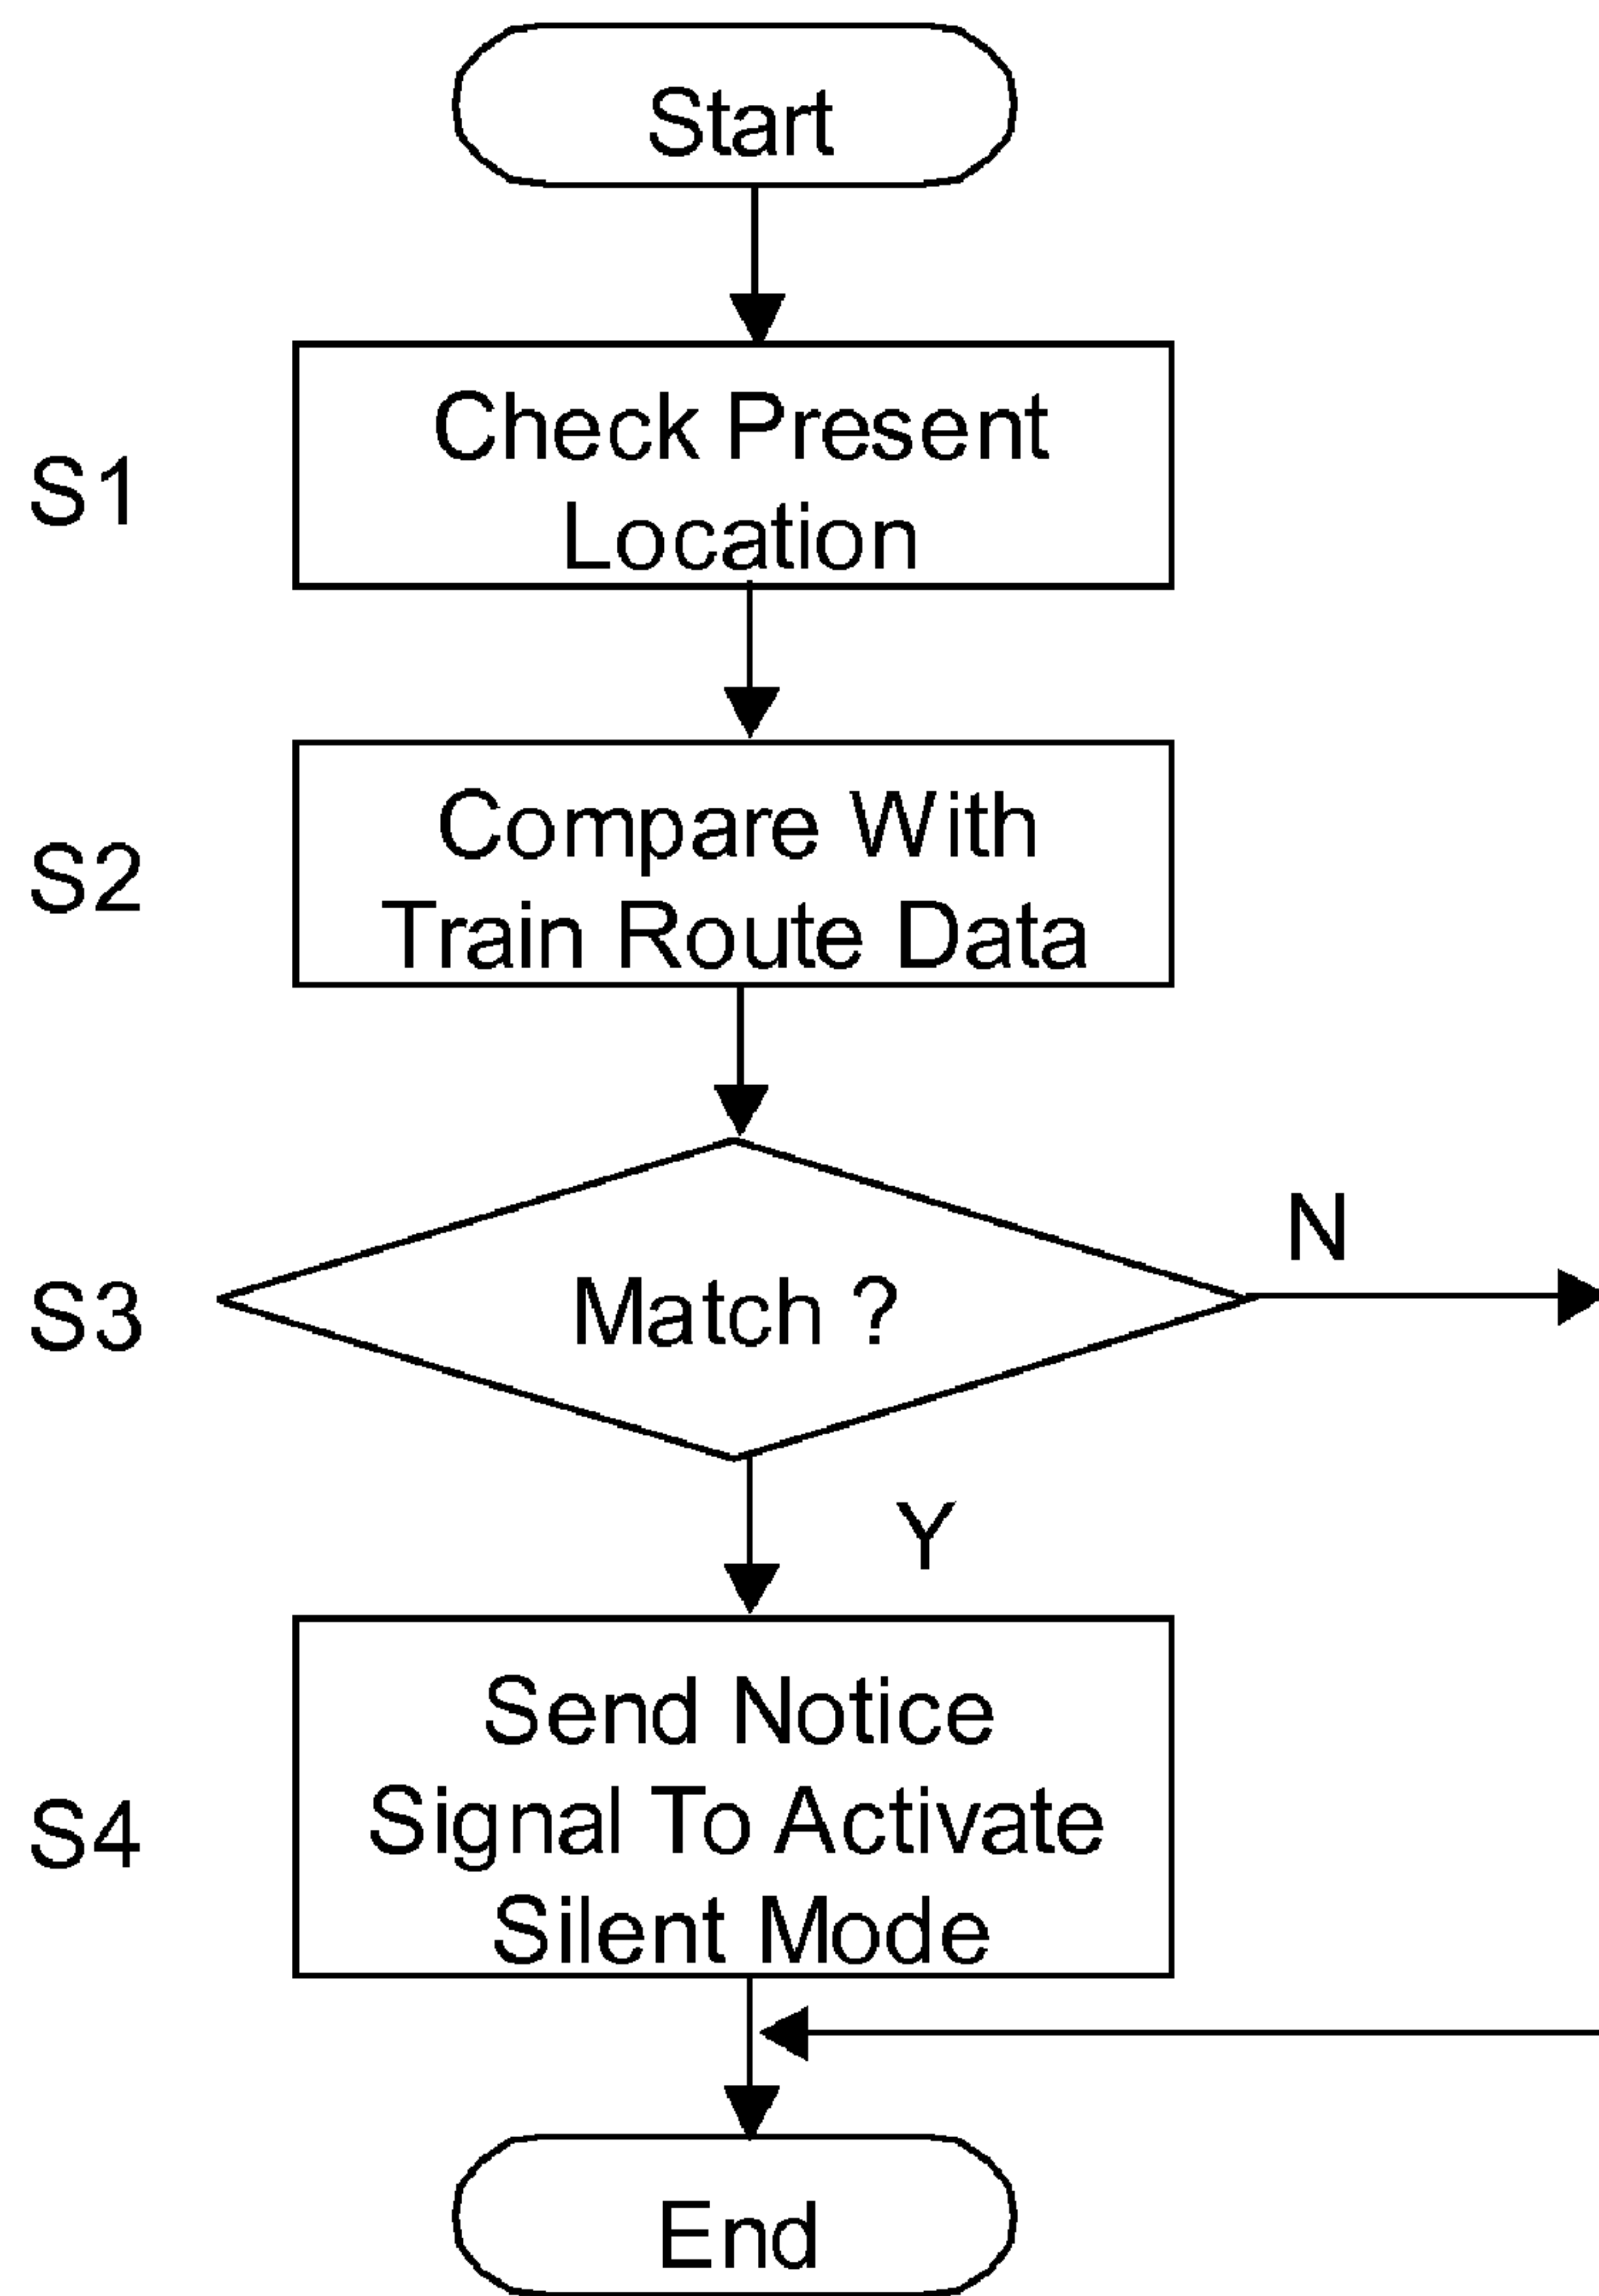 Start
S1
Check Present
Location
S2
Compare With
Train Route Data
S3
Match ?
N
Y
S4
Send Notice
Signal To Activate
Silent Mode
End